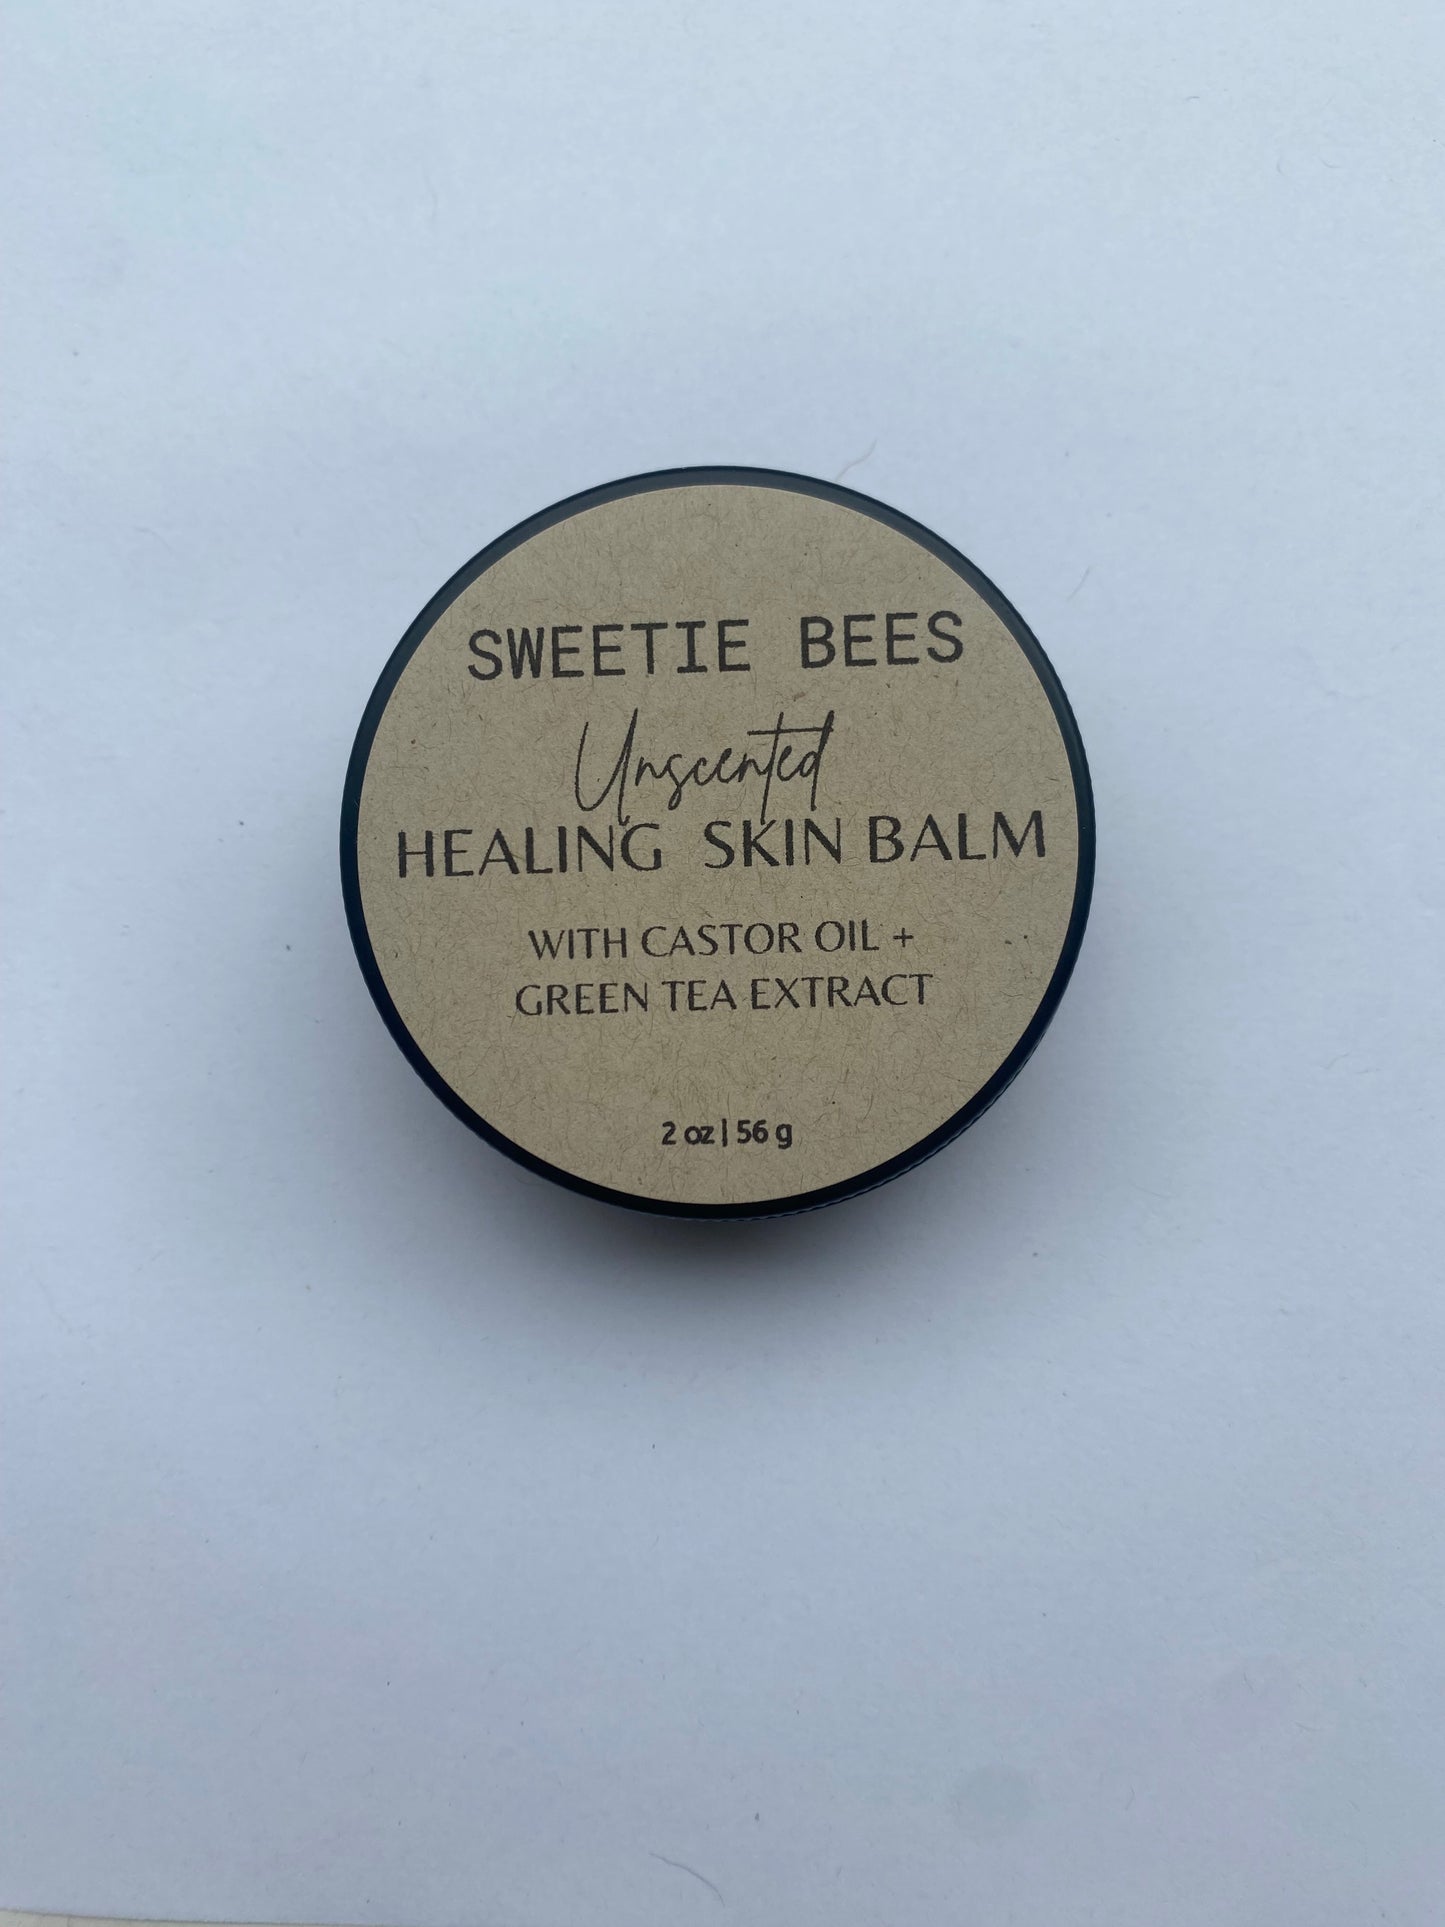 SWEETIE BEES
Unscented
HEALING SKIN BALM
WITH CASTOR OIL +
GREEN TEA EXTRACT
2 oz | 56 g